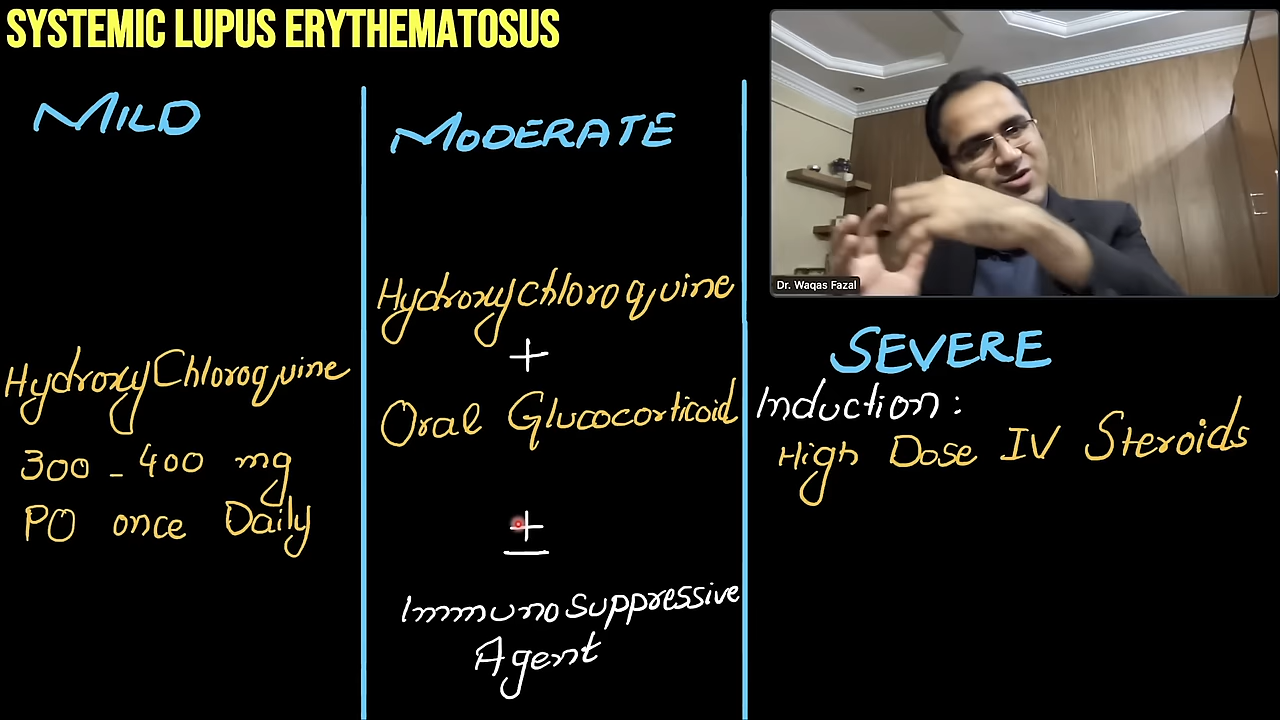 SYSTEMIC LUPUS ERYTHEMATOSUS
MILD
HydroxyChloroquine
300 - 400 mg
PO once Daily
MODERATE
Hydroxychloroquine
+
Oral Glucocorticoid
±
Immunosuppressive
Agent
Dr. Waqas Fazal
SEVERE
Induction:
High Dose IV Steroids